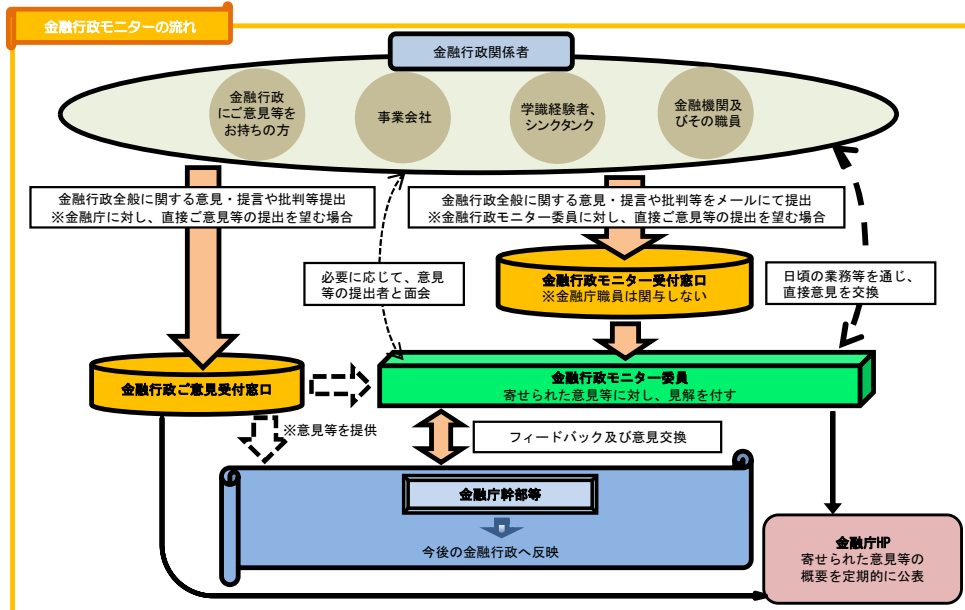 金融行政モニターの流れ
金融行政関係者
金融行政
にご意見等を
お持ちの方
事業会社
学識経験者、
シンクタンク
金融機関及
びその職員
金融行政全般に関する意見・提言や批判等提出
※金融庁に対し、直接ご意見等の提出を望む場合
金融行政全般に関する意見・提言や批判等をメールにて提出
※金融行政モニター委員に対し、直接ご意見等の提出を望む場合
必要に応じて、意見
等の提出者と面会
金融行政モニター受付窓口
※金融庁職員は関与しない
日頃の業務等を通じ、
直接意見を交換
金融行政ご意見受付窓口
金融行政モニター委員
寄せられた意見等に対し、見解を付す
※意見等を提供
フィードバック及び意見交換
金融庁幹部等
今後の金融行政へ反映
金融庁HP
寄せられた意見等の
概要を定期的に公表